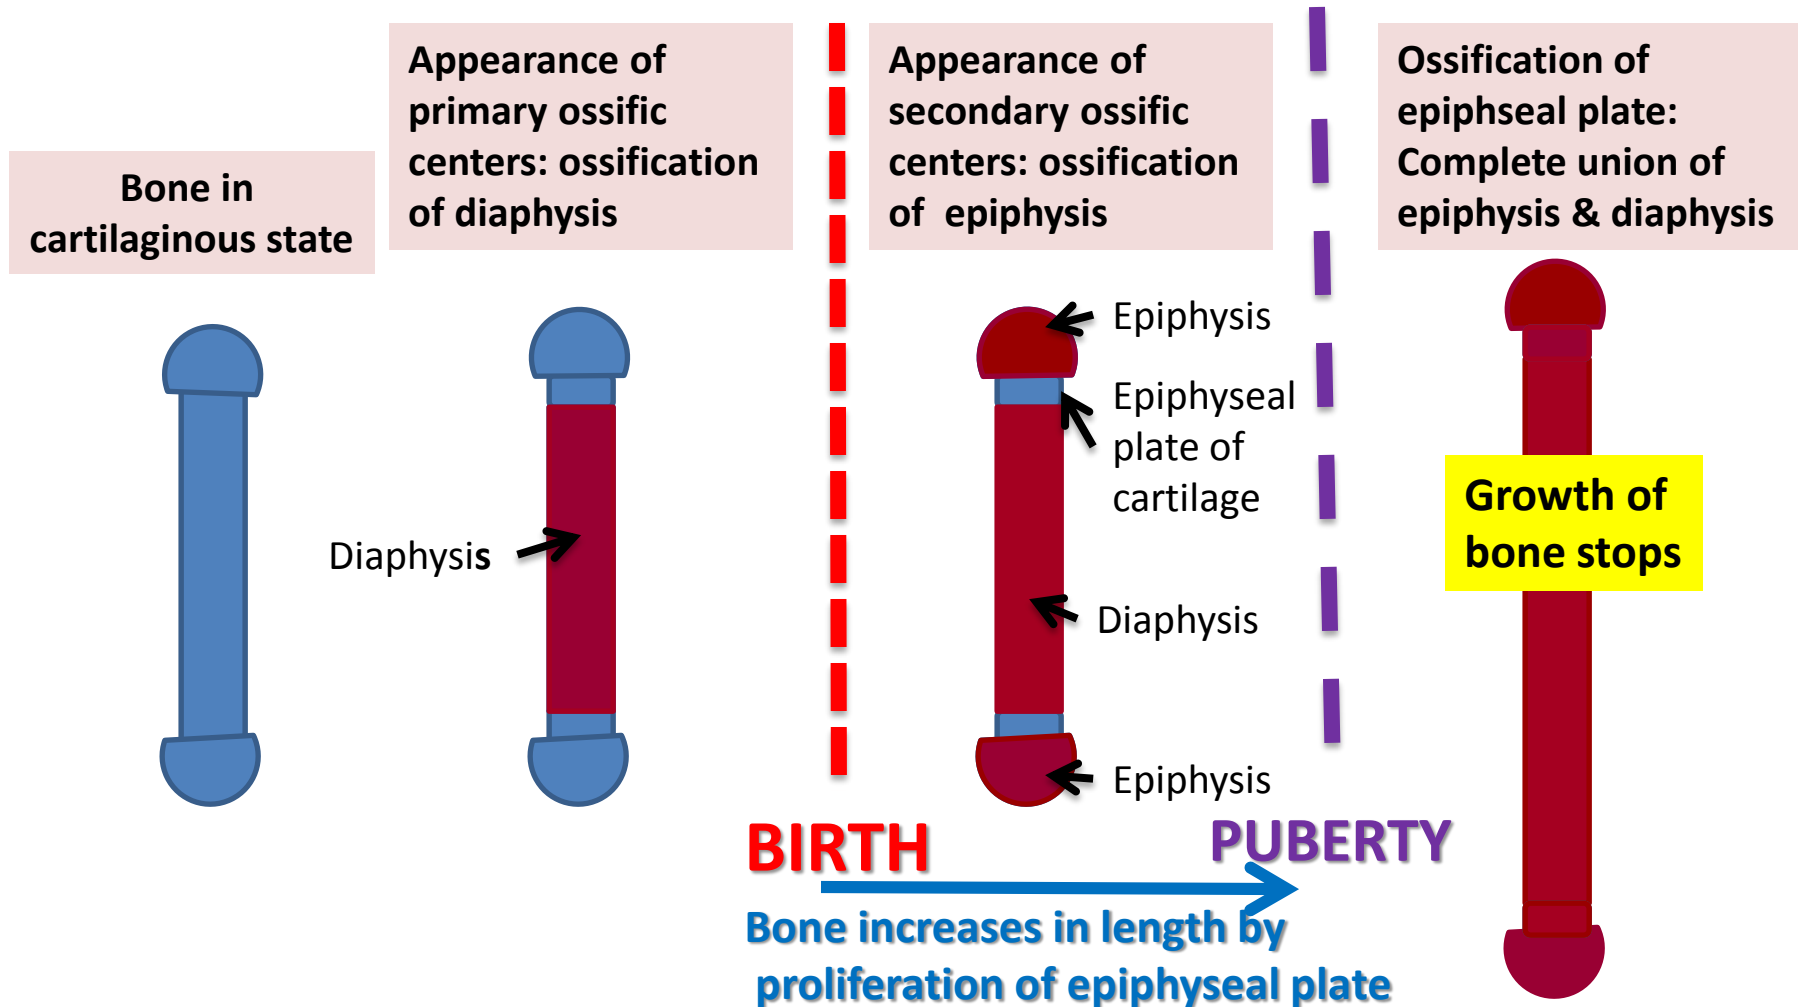 Bone in
cartilaginous state
Appearance of
primary ossific
centers: ossification
of diaphysis
Appearance of
secondary ossific
centers: ossification
of epiphysis
Ossification of
epiphseal plate:
Complete union of
epiphysis & diaphysis
Diaphysis
Epiphysis
Epiphyseal
plate of
cartilage
Diaphysis
Epiphysis
Growth of
bone stops
BIRTH
PUBERTY
Bone increases in length by
proliferation of epiphyseal plate